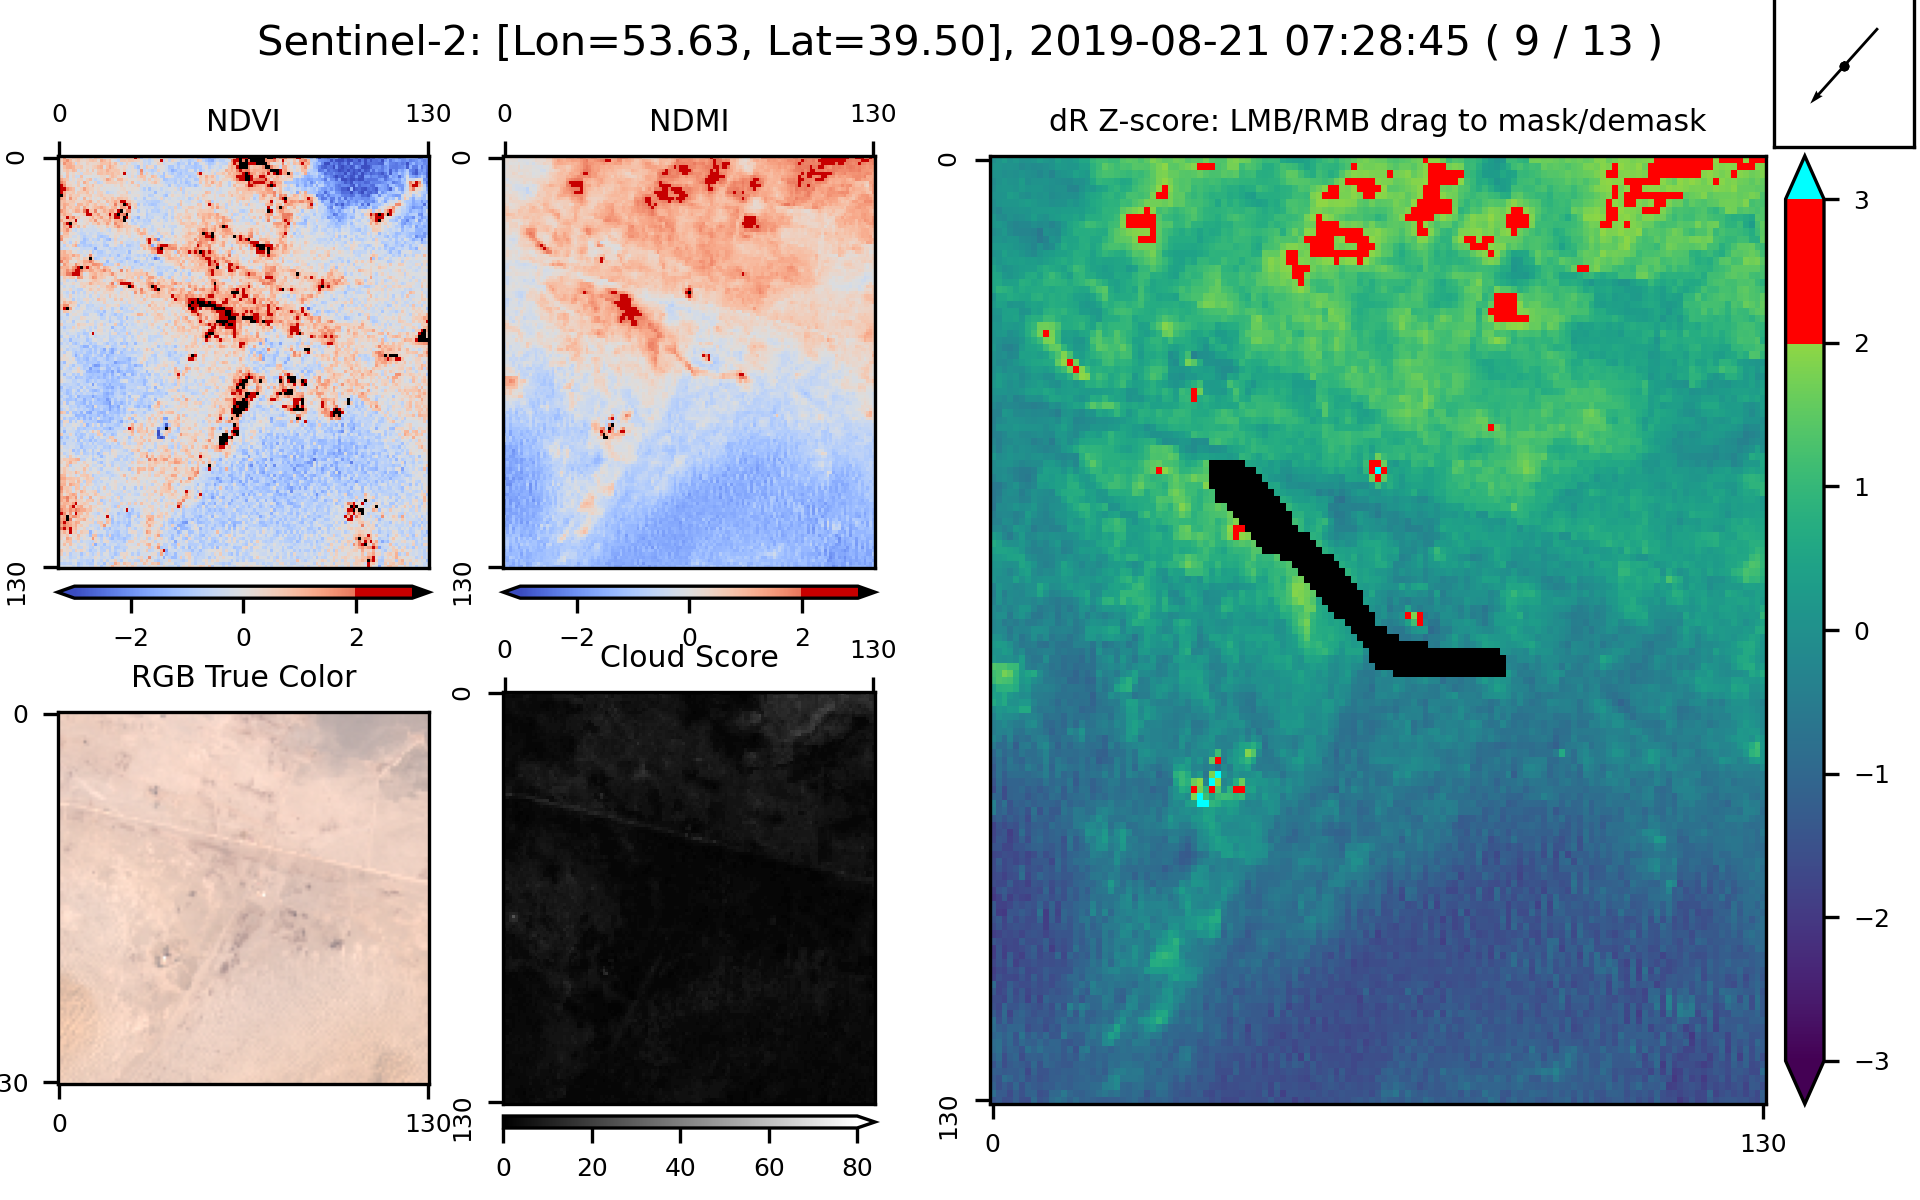 Sentinel-2: [Lon=53.63, Lat=39.50], 2019-08-21 07:28:45 ( 9 / 13 )
0 NDVI 130
0 NDMI 130
dR Z-score: LMB/RMB drag to mask/demask
0
130
−2 0 2
0
130
−2 0 2
RGB True Color
0
30
0 130
0 Cloud Score 130
0
130
0 20 40 60 80
0
130
0 130
3
2
1
0
−1
−2
−3